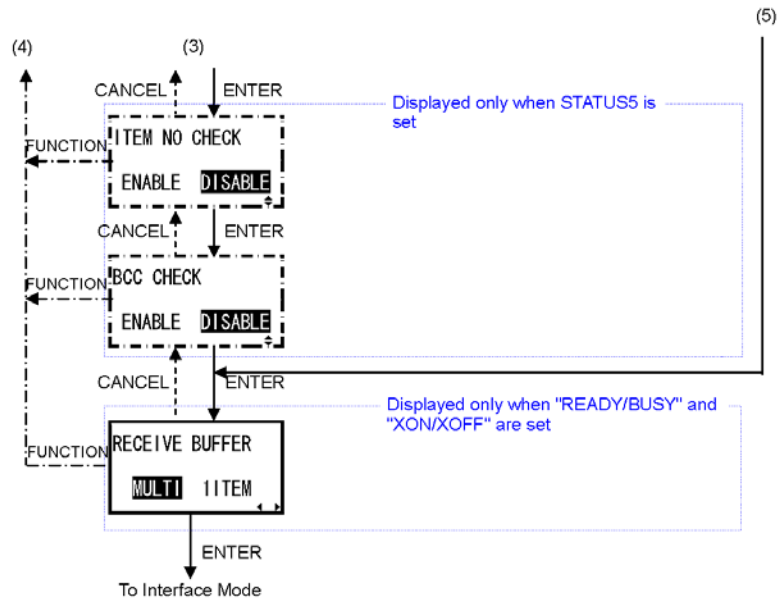 (5)
(4)
(3)
CANCEL
ENTER
Displayed only when STATUS5 is
set
FUNCTION
ITEM NO CHECK
ENABLE DISABLE
CANCEL
ENTER
FUNCTION
BCC CHECK
ENABLE DISABLE
CANCEL
ENTER
Displayed only when "READY/BUSY" and
"XON/XOFF" are set
FUNCTION
RECEIVE BUFFER
MULTI 1ITEM
ENTER
To Interface Mode